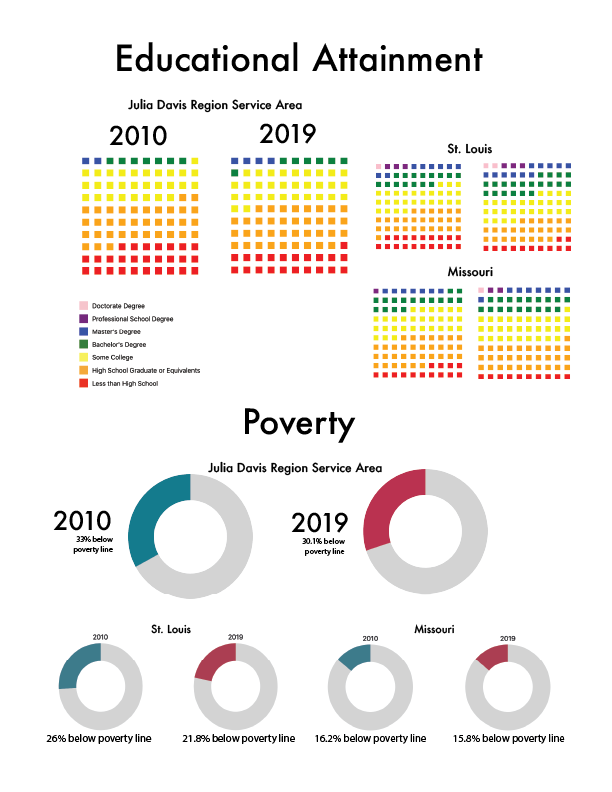 Educational Attainment
Julia Davis Region Service Area
2010
2019
St. Louis
Missouri
Doctorate Degree
Professional School Degree
Master's Degree
Bachelor's Degree
Some College
High School Graduate or Equivalents
Less than High School
Poverty
Julia Davis Region Service Area
2010
33% below
poverty line
2019
30.1% below
poverty line
St. Louis
Missouri
2010
2019
2010
2019
26% below poverty line
21.8% below poverty line
16.2% below poverty line
15.8% below poverty line